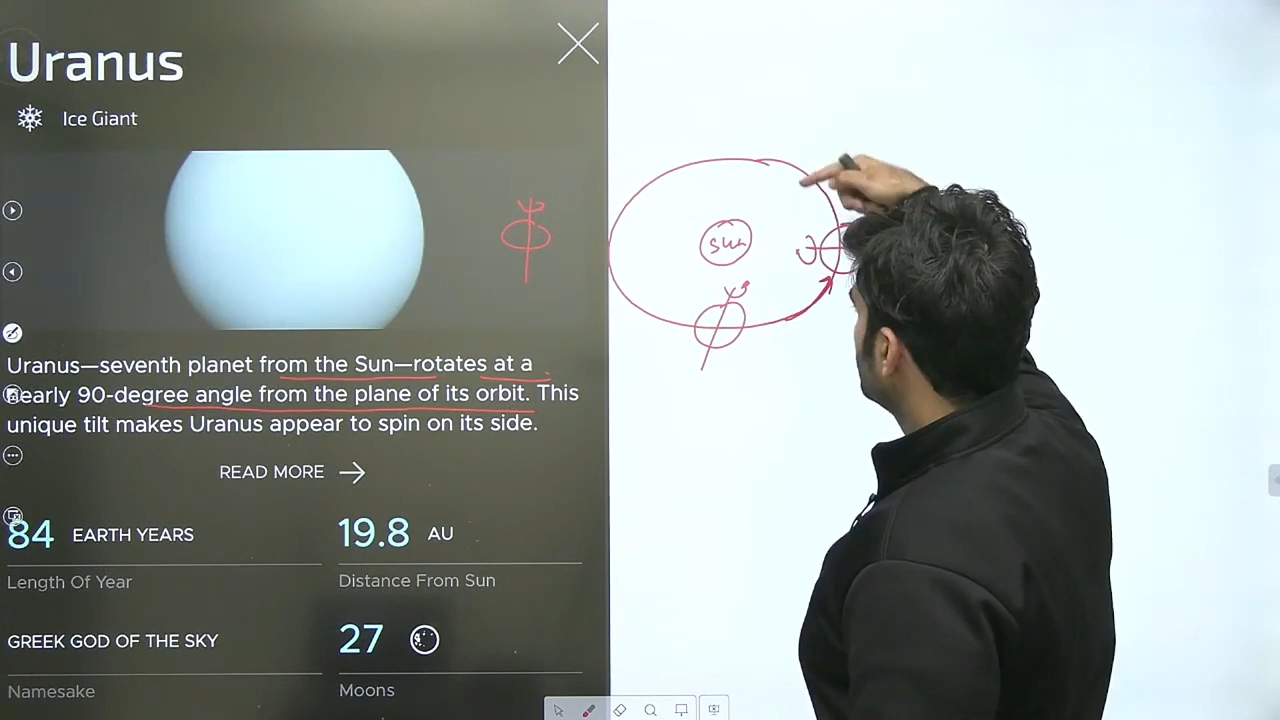 Uranus
Ice Giant
sun
Uranus—seventh planet from the Sun—rotates at a
nearly 90-degree angle from the plane of its orbit. This
unique tilt makes Uranus appear to spin on its side.
READ MORE
84 EARTH YEARS
Length Of Year
19.8 AU
Distance From Sun
GREEK GOD OF THE SKY
Namesake
27
Moons